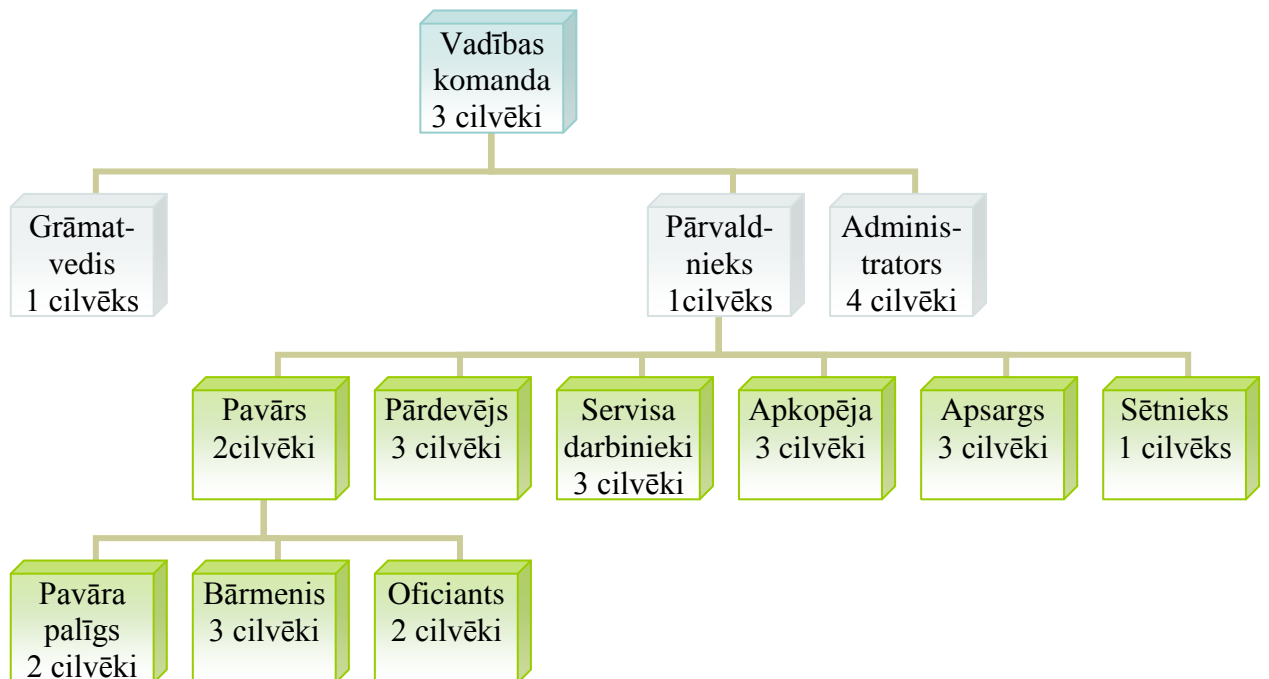 Vadības
komanda
3 cilvēki
Grāmat-
vedis
1 cilvēks
Pārvald-
nieks
1cilvēks
Adminis-
trators
4 cilvēki
Pavārs
2cilvēki
Pārdevējs
3 cilvēki
Servisa
darbinieki
3 cilvēki
Apkopēja
3 cilvēki
Apsargs
3 cilvēki
Sētnieks
1 cilvēks
Pavāra
palīgs
2 cilvēki
Bārmenis
3 cilvēki
Oficiants
2 cilvēki